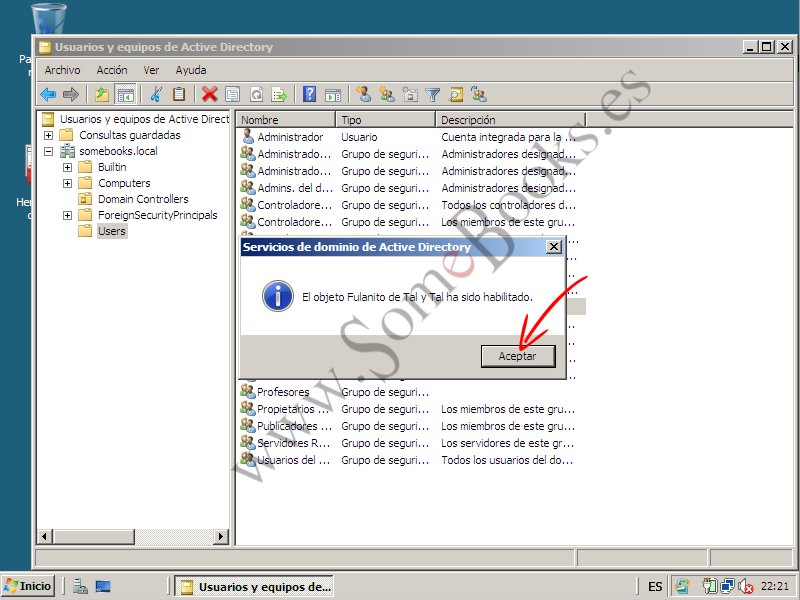 Pa
Usuarios y equipos de Active Directory
Archivo Acción Ver Ayuda
Usuarios y equipos de Active Direct
Consultas guardadas
somebooks.local
Builtin
Computers
Domain Controllers
ForeignSecurityPrincipals
Users
Nombre Tipo Descripción
Administrador Usuario Cuenta integrada para la ...
Administrado... Grupo de seguri... Administradores designad...
Administrado... Grupo de seguri... Administradores designad...
Admins. del d... Grupo de seguri... Administradores designad...
Controladore... Grupo de seguri... Todos los controladores d...
Controladore... Grupo de seguri... Los miembros de este gru...
Her
Servicios de dominio de Active Directory
El objeto Fulanito de Tal y Tal ha sido habilitado.
Aceptar
Profesores Grupo de seguri...
Propietarios ... Grupo de seguri... Los miembros de este gru...
Publicadores ... Grupo de seguri... Los miembros de este gru...
Servidores R... Grupo de seguri... Los servidores de este gr...
Usuarios del ... Grupo de seguri... Todos los usuarios del do...
www.SomeBooks.es
Inicio
Usuarios y equipos de...
ES
22:21